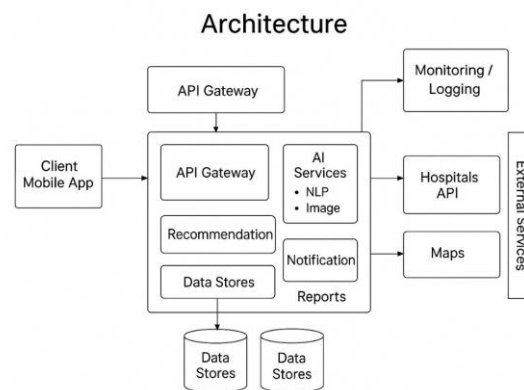 Architecture
API Gateway
Monitoring /
Logging
Client
Mobile App
API Gateway
AI
Services
• NLP
• Image
Hospitals
API
External Services
Recommendation
Notification
Maps
Data Stores
Reports
Data
Stores
Data
Stores